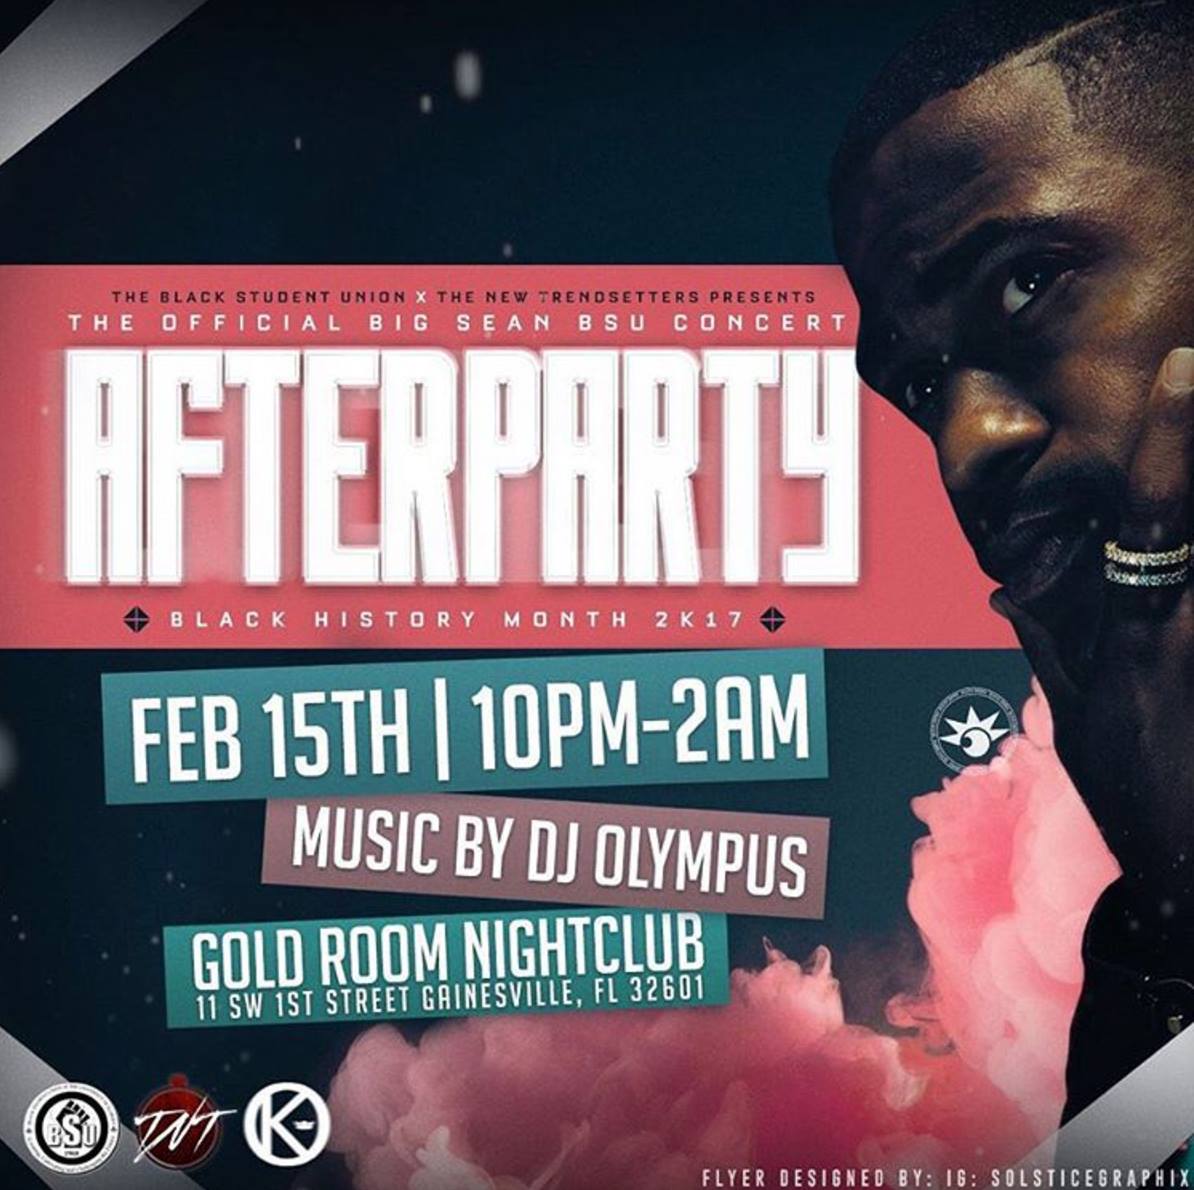 THE BLACK STUDENT UNION X THE NEW TRENDSETTERS PRESENTS
THE OFFICIAL BIG SEAN BSU CONCERT
AFTERPARTY
BLACK HISTORY MONTH 2K17
FEB 15TH | 10PM-2AM
MUSIC BY DJ OLYMPUS
GOLD ROOM NIGHTCLUB
11 SW 1ST STREET GAINESVILLE, FL 32601
BSU
TNT
K
FLYER DESIGNED BY: IG: SOLSTICEGRAPHIX